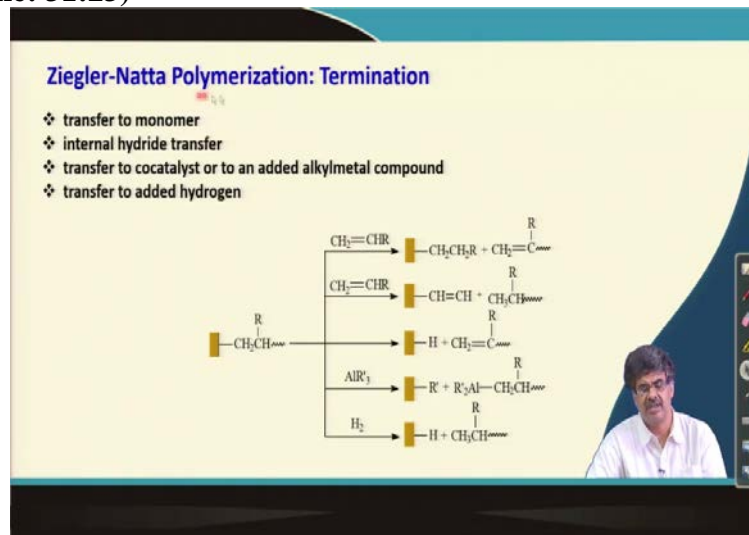 Ziegler-Natta Polymerization: Termination
❖ transfer to monomer
❖ internal hydride transfer
❖ transfer to cocatalyst or to an added alkylmetal compound
❖ transfer to added hydrogen
R
CH₂=CHR
—CH₂CH₂R + CH₂=C
R
CH₂=CHR
—CH=CH + CH₃CH
R
R
—CH₂CH
—H + CH₂=C
R
AlR'₃
—R' + R'₂Al—CH₂CH
R
H₂
—H + CH₃CH